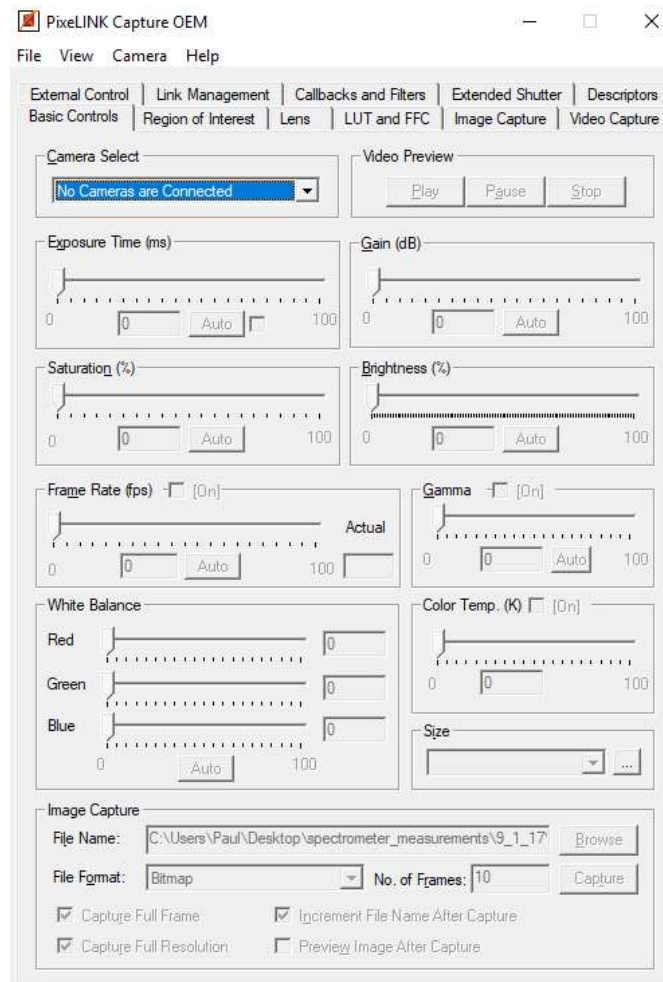 PixeLINK Capture OEM
File View Camera Help
External Control Link Management Callbacks and Filters Extended Shutter Descriptors
Basic Controls Region of Interest Lens LUT and FFC Image Capture Video Capture
Camera Select
No Cameras are Connected
Video Preview
Play Pause Stop
Exposure Time (ms)
0 0 Auto 100
Gain (dB)
0 0 Auto 100
Saturation (%)
0 0 Auto 100
Brightness (%)
0 0 Auto 100
Frame Rate (fps) [On]
Actual
0 0 Auto 100
Gamma [On]
0 0 Auto 100
White Balance
Red 0
Green 0
Blue 0
0 Auto 100
Color Temp. (K) [On]
0 0 100
Size
...
Image Capture
File Name: C:\Users\Paul\Desktop\spectrometer_measurements\9_1_17\ Browse
File Format: Bitmap No. of Frames: 10 Capture
Capture Full Frame Increment File Name After Capture
Capture Full Resolution Preview Image After Capture